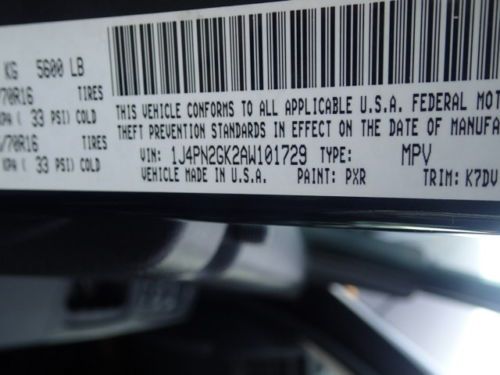 KG 5600 LB
/70R16 TIRES
KPA ( 33 PSI) COLD
/70R16 TIRES
KPA ( 33 PSI) COLD
THIS VEHICLE CONFORMS TO ALL APPLICABLE U.S.A. FEDERAL MOT
THEFT PREVENTION STANDARDS IN EFFECT ON THE DATE OF MANUFA
VIN: 1J4PN2GK2AW101729 TYPE: MPV
VEHICLE MADE IN U.S.A. PAINT: PXR TRIM: K7DV